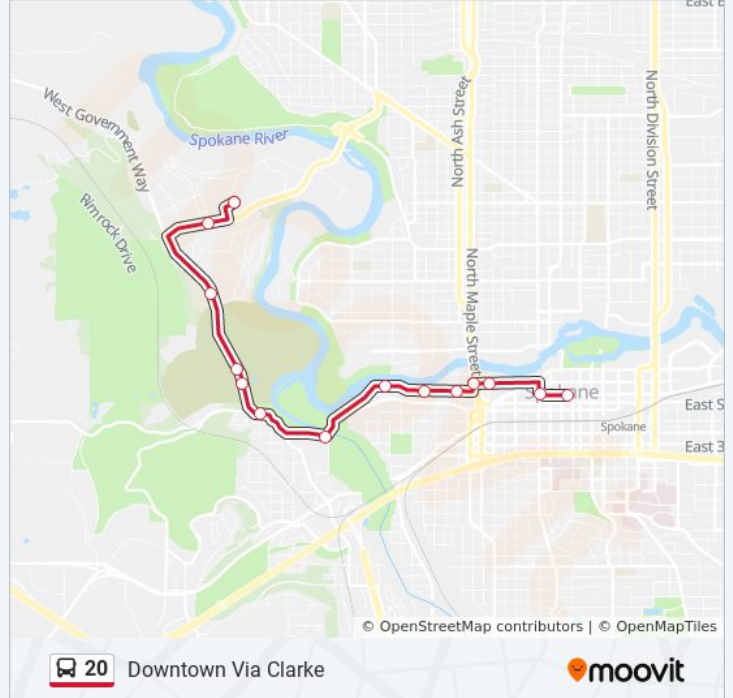 East E
West Government Way
Spokane River
North Ash Street
North Division Street
Rimrock Drive
North Maple Street
Spokane
East S
Spokane
East 3
© OpenStreetMap contributors | © OpenMapTiles
20 Downtown Via Clarke
moovit